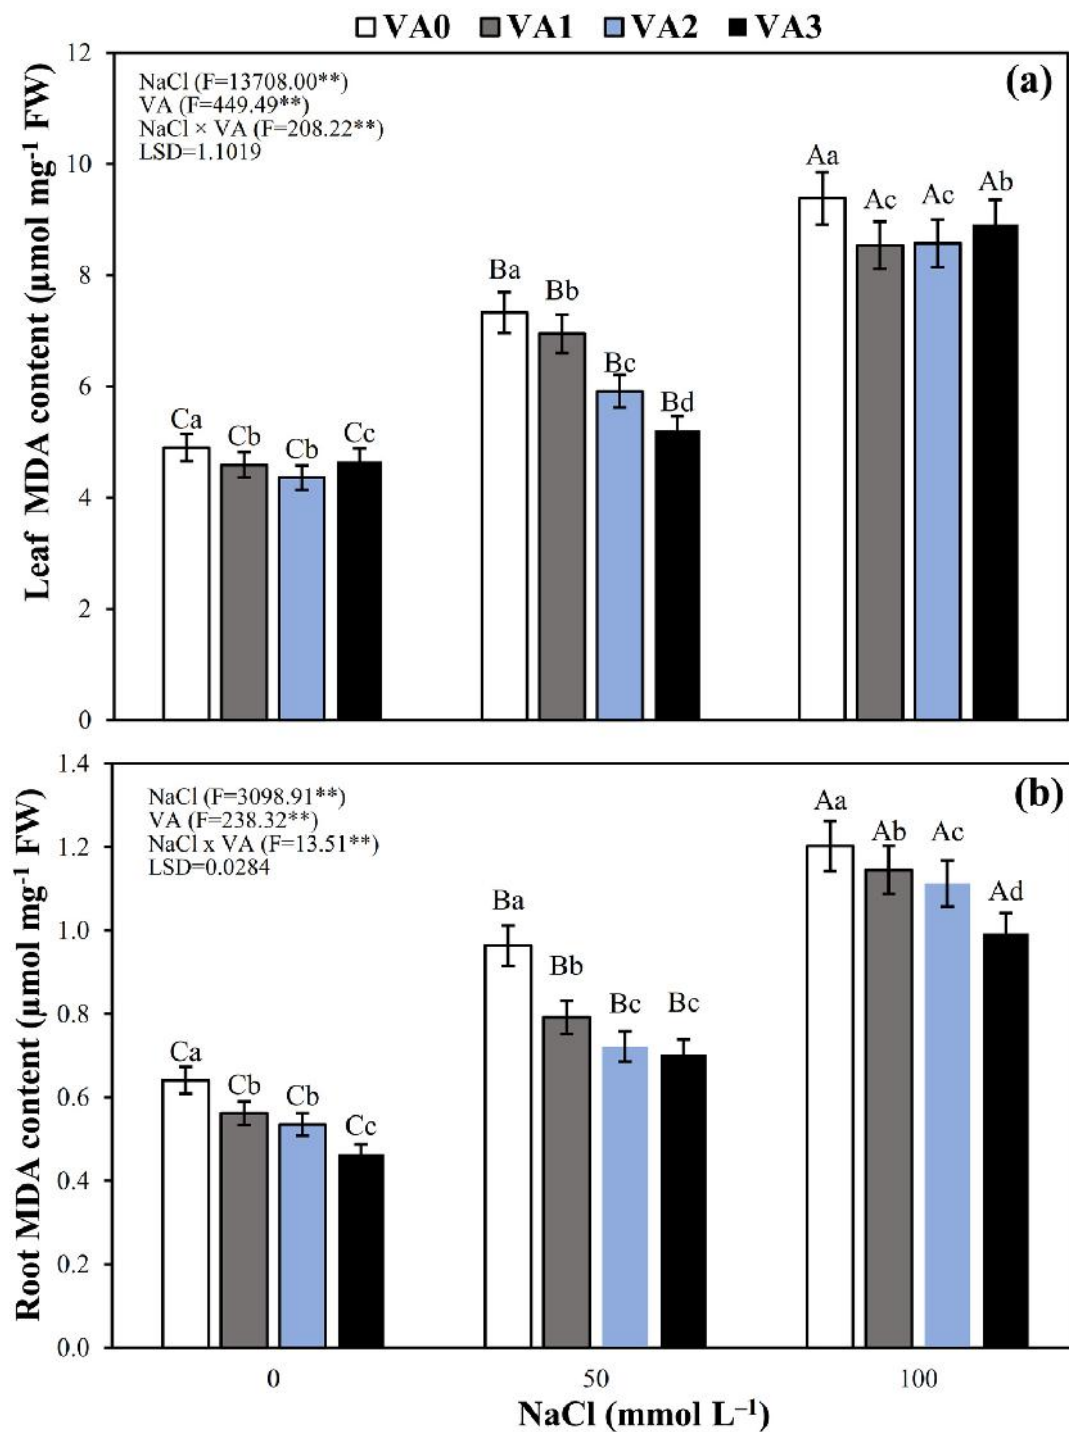 VA0 VA1 VA2 VA3
(a)
NaCl (F=13708.00**)
VA (F=449.49**)
NaCl × VA (F=208.22**)
LSD=1.1019
Leaf MDA content (µmol mg⁻¹ FW)
12
10
8
6
4
2
0
Ca Cb Cb Cc
Ba Bb Bc Bd
Aa Ac Ac Ab
(b)
NaCl (F=3098.91**)
VA (F=238.32**)
NaCl x VA (F=13.51**)
LSD=0.0284
Root MDA content (µmol mg⁻¹ FW)
1.4
1.2
1.0
0.8
0.6
0.4
0.2
0.0
Ca Cb Cb Cc
Ba Bb Bc Bc
Aa Ab Ac Ad
0 50 100
NaCl (mmol L⁻¹)